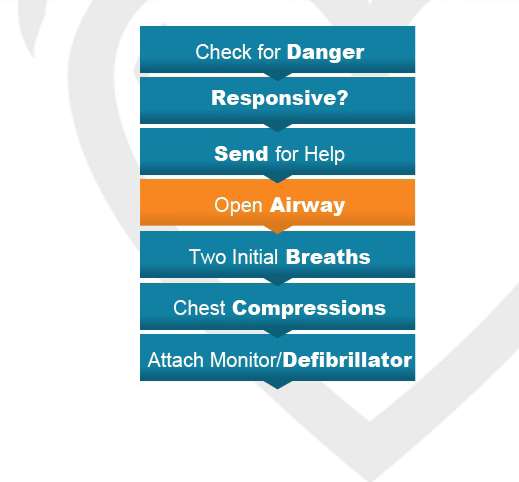 Check for Danger
Responsive?
Send for Help
Open Airway
Two Initial Breaths
Chest Compressions
Attach Monitor/Defibrillator